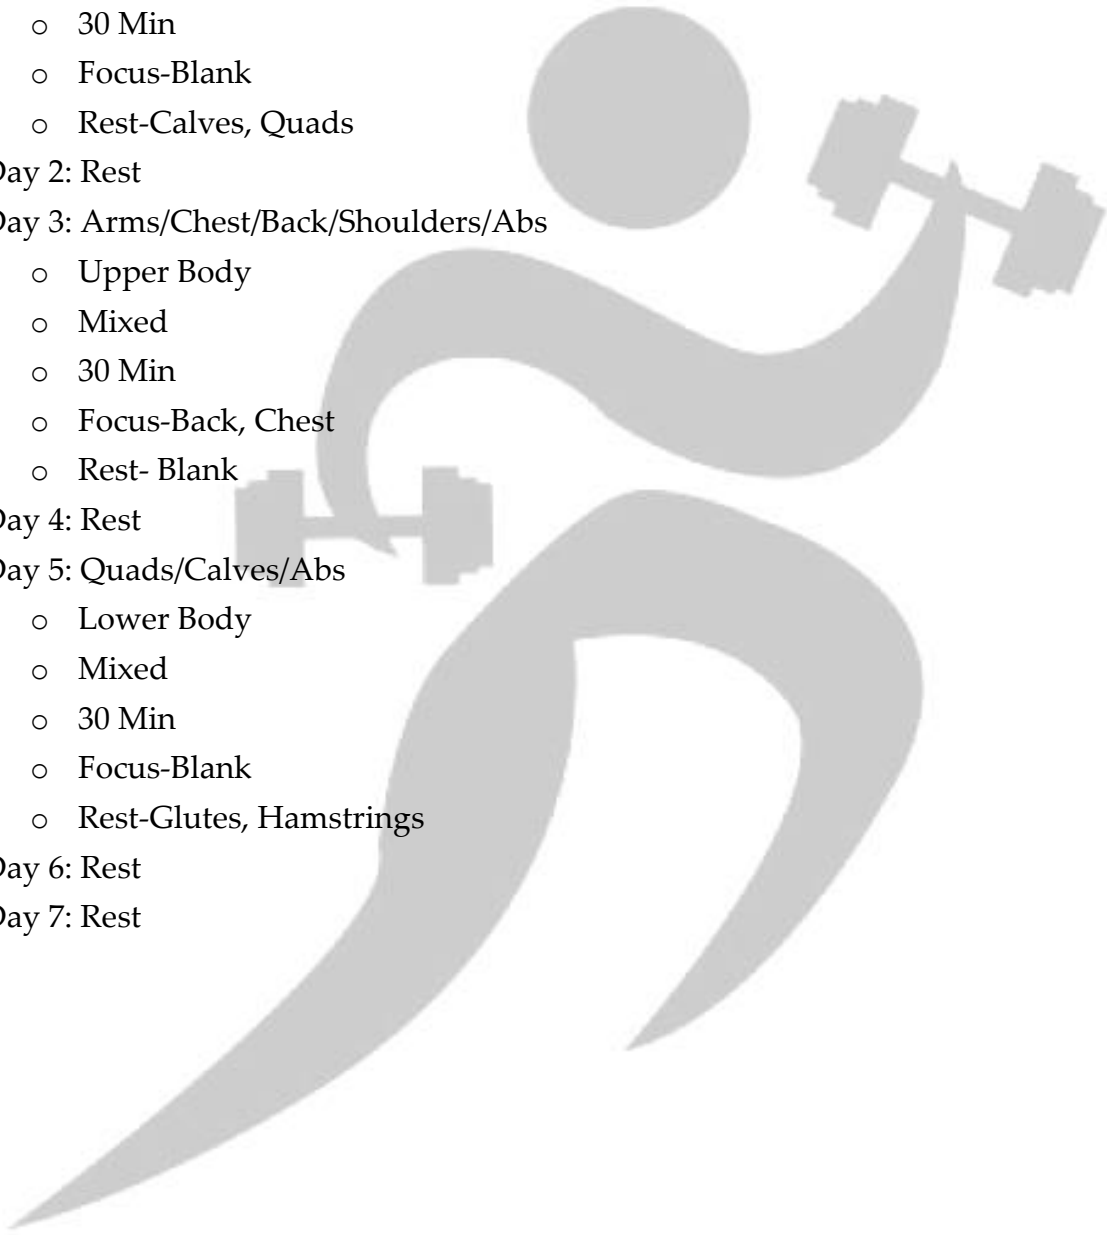 o 30 Min
o Focus-Blank
o Rest-Calves, Quads
Day 2: Rest
Day 3: Arms/Chest/Back/Shoulders/Abs
o Upper Body
o Mixed
o 30 Min
o Focus-Back, Chest
o Rest- Blank
Day 4: Rest
Day 5: Quads/Calves/Abs
o Lower Body
o Mixed
o 30 Min
o Focus-Blank
o Rest-Glutes, Hamstrings
Day 6: Rest
Day 7: Rest